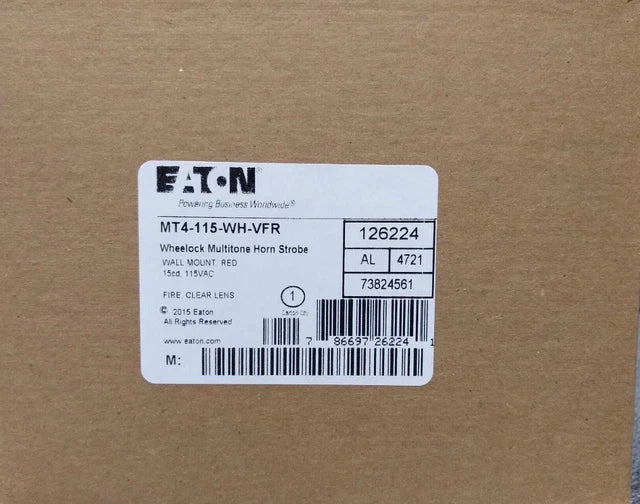 EATON
Powering Business Worldwide®
MT4-115-WH-VFR
Wheelock Multitone Horn Strobe
WALL MOUNT, RED
15cd, 115VAC
FIRE, CLEAR LENS
1
Carton Qty
© 2015 Eaton
All Rights Reserved
www.eaton.com
126224
AL 4721
73824561
7 86697 26224 1
M: